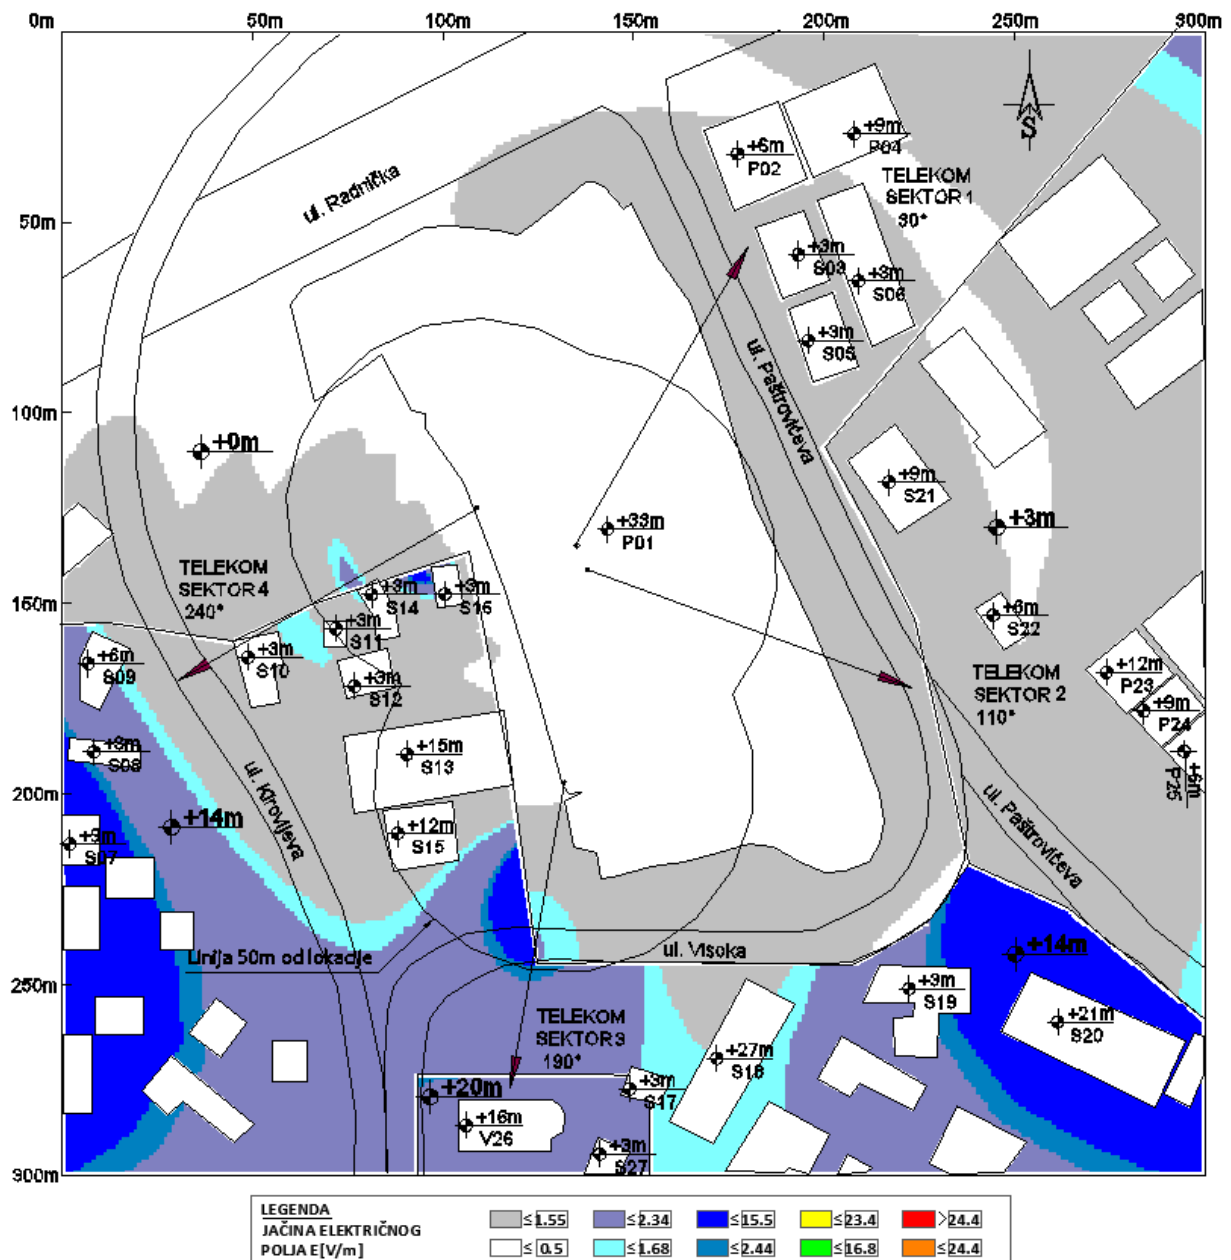 0m 50m 100m 150m 200m 250m 300m
50m
100m
150m
200m
250m
300m
S
ul. Radnička
+6m
P02
+9m
P04
TELEKOM
SEKTOR 1
30°
+3m
S03
+3m
S06
+3m
S05
ul. Paštrovićeva
+0m
+9m
S21
+3m
+33m
P01
TELEKOM
SEKTOR 4
240°
+3m
S14
+3m
S16
+3m
S11
+3m
S10
+3m
S12
+6m
S09
+6m
S22
TELEKOM
SEKTOR 2
110°
+12m
P23
+9m
P24
+6m
P25
+3m
S08
+15m
S13
ul. Kirovljeva
+14m
+12m
S15
+3m
S07
ul. Paštrovićeva
Linija 50m od lokacije
ul. Visoka
+14m
+3m
S19
+21m
S20
TELEKOM
SEKTOR 3
190°
+27m
S18
+3m
S17
+20m
+16m
V26
+3m
S27
LEGENDA
JAČINA ELEKTRIČNOG
POLJA E[V/m]
≤1.55 ≤2.34 ≤15.5 ≤23.4 >24.4
≤ 0.5 ≤1.68 ≤2.44 ≤16.8 ≤24.4